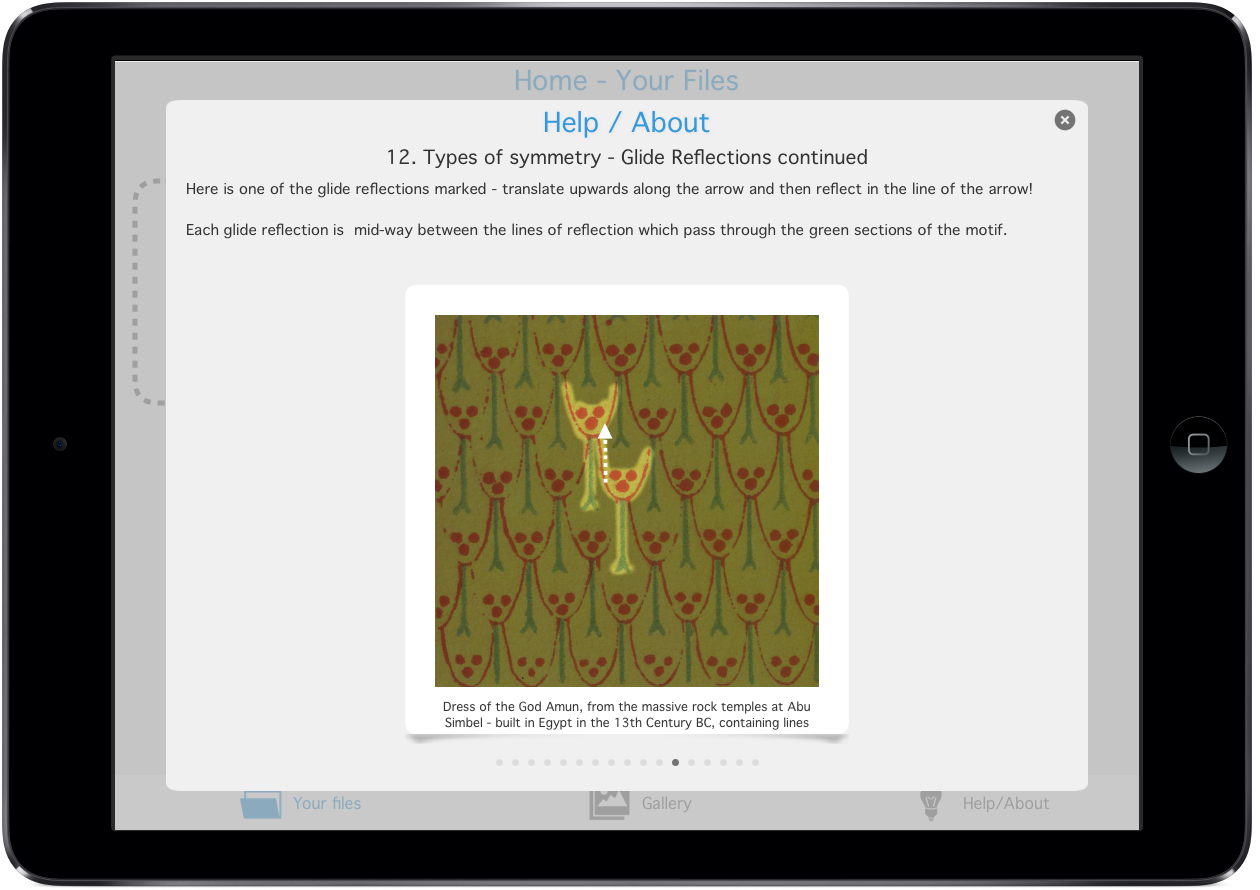 Home - Your Files
Help / About
12. Types of symmetry - Glide Reflections continued
Here is one of the glide reflections marked - translate upwards along the arrow and then reflect in the line of the arrow!
Each glide reflection is  mid-way between the lines of reflection which pass through the green sections of the motif.
Dress of the God Amun, from the massive rock temples at Abu
Simbel - built in Egypt in the 13th Century BC, containing lines
Your files
Gallery
Help/About